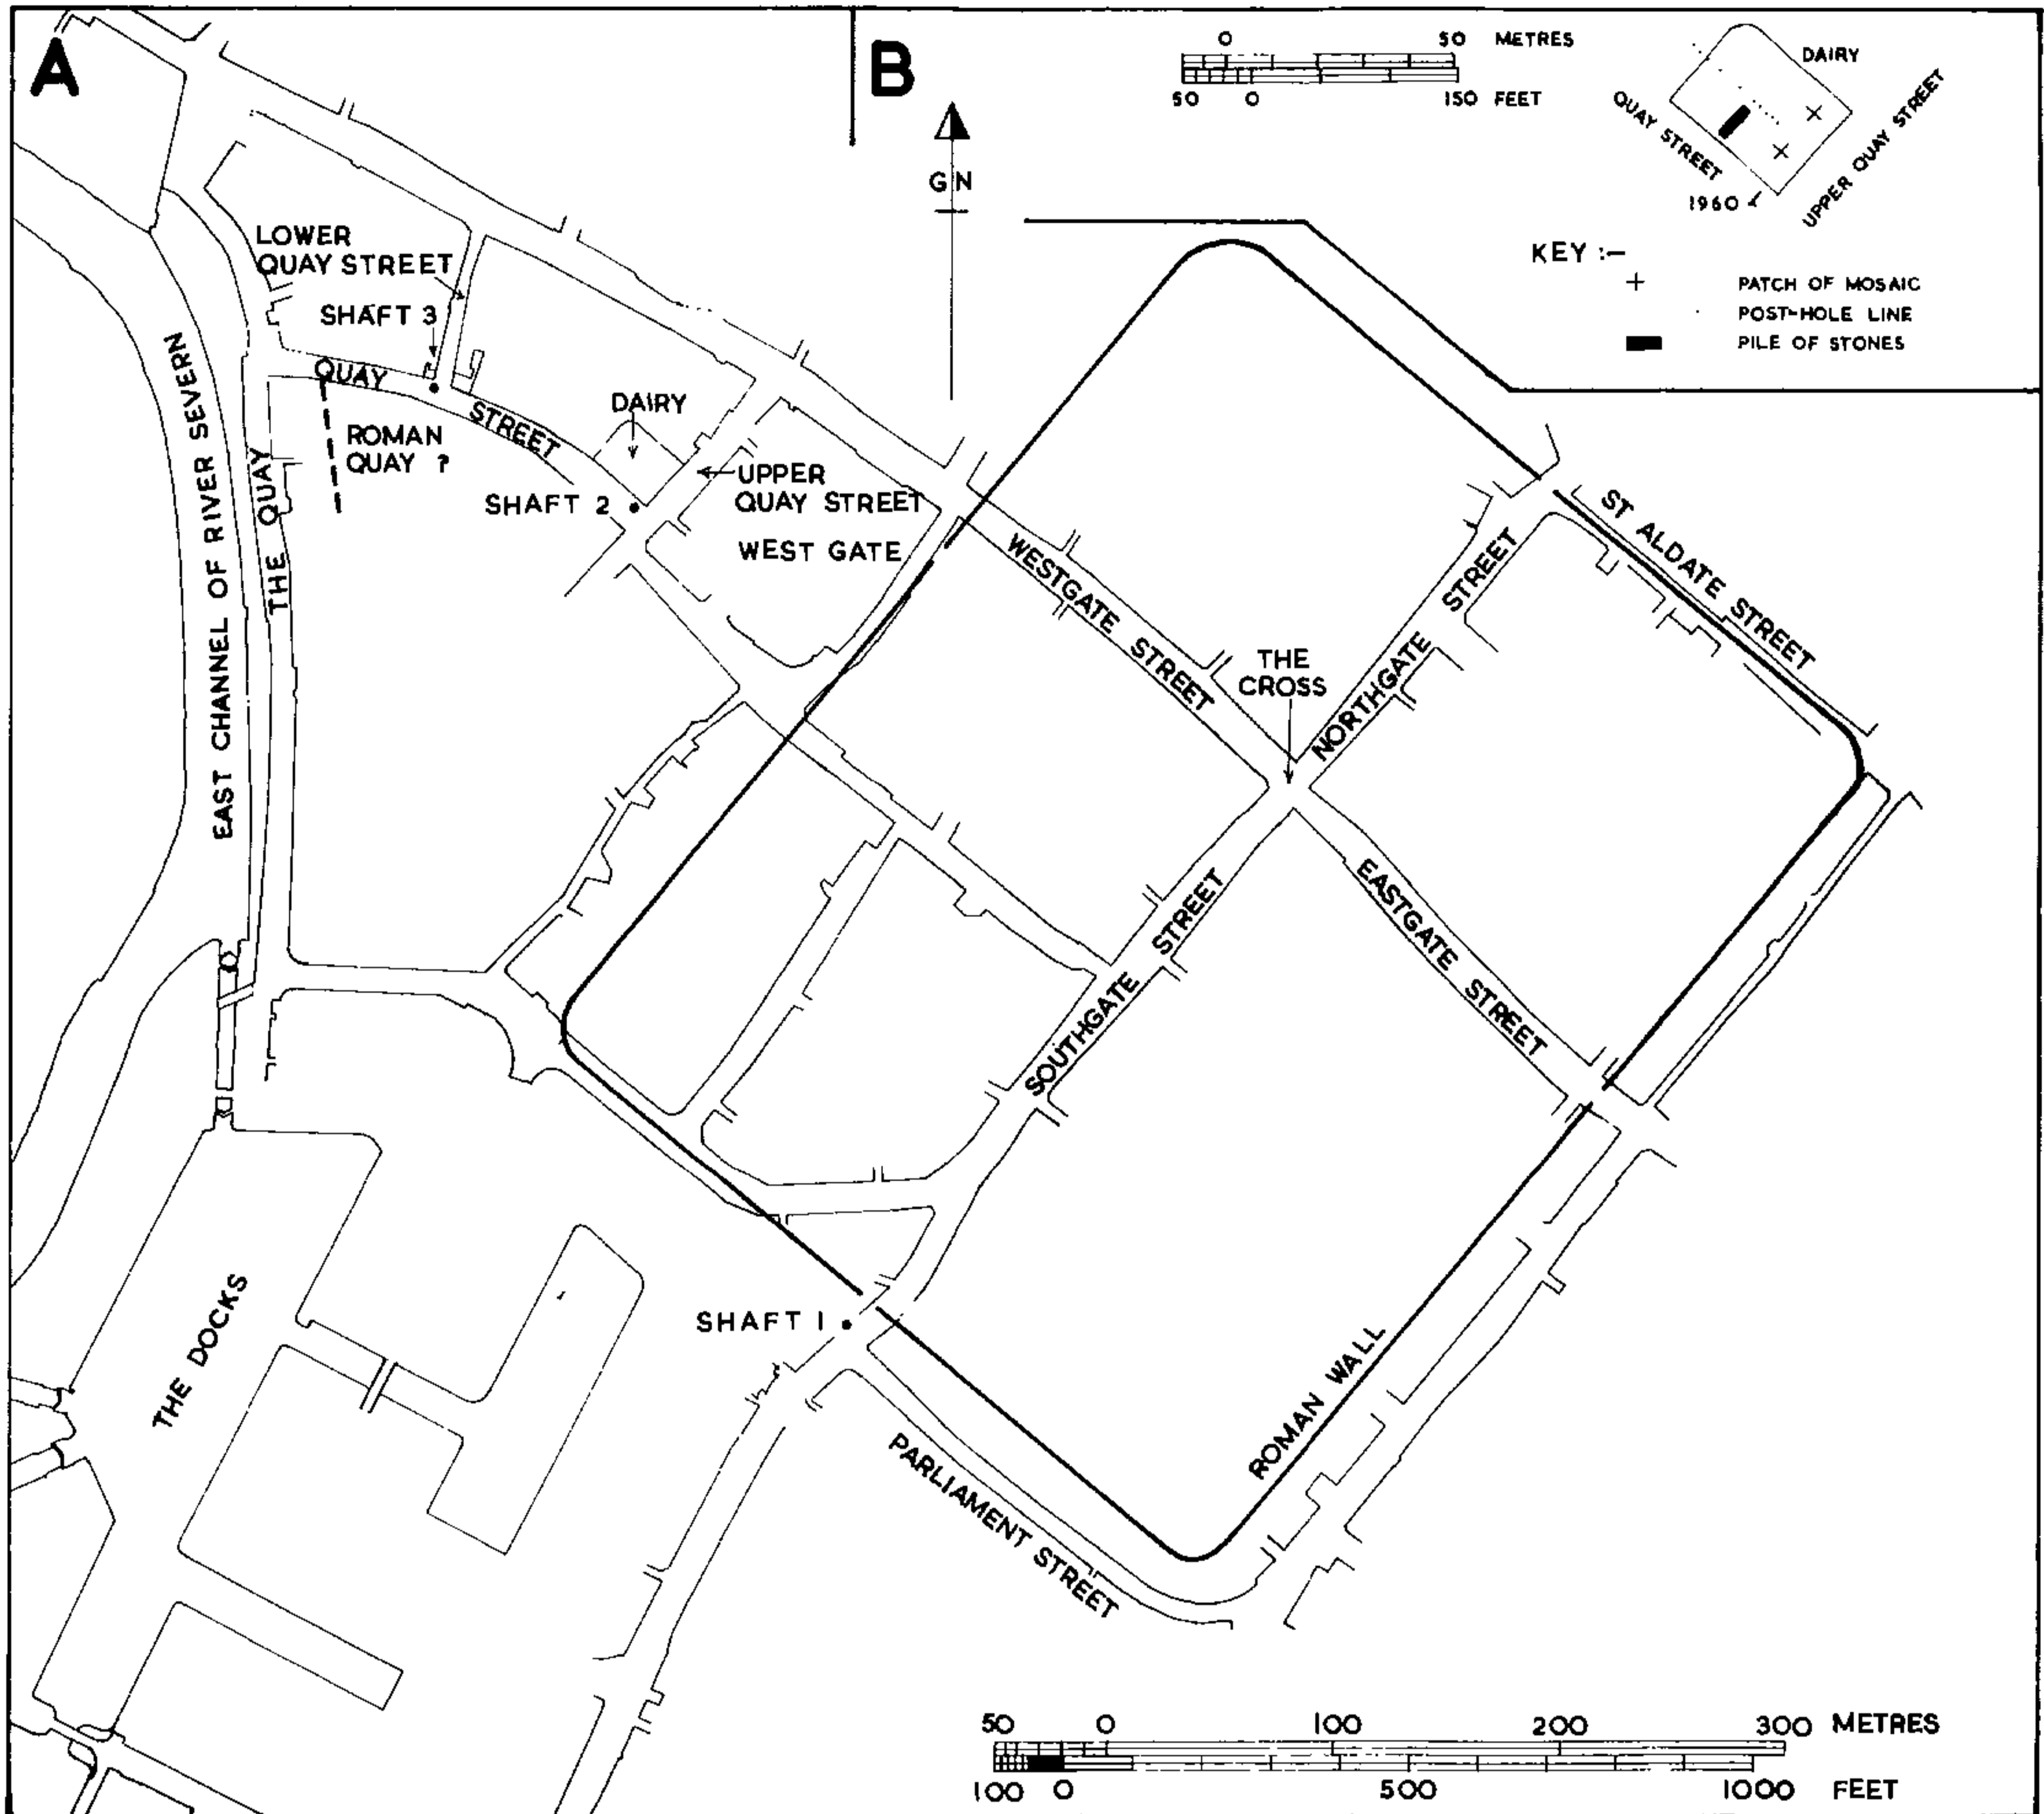 A
B
0 50 METRES
50 0 150 FEET
DAIRY
QUAY STREET
UPPER QUAY STREET
1960
KEY :-
+ PATCH OF MOSAIC
. POST-HOLE LINE
PILE OF STONES
GN
LOWER
QUAY STREET
SHAFT 3
QUAY
STREET
DAIRY
ROMAN
QUAY ?
SHAFT 2
UPPER
QUAY STREET
WEST GATE
THE QUAY
EAST CHANNEL OF RIVER SEVERN
WESTGATE STREET
NORTHGATE STREET
ST ALDATE STREET
THE
CROSS
EASTGATE STREET
SOUTHGATE STREET
SHAFT 1
THE DOCKS
ROMAN WALL
PARLIAMENT STREET
50 0 100 200 300 METRES
100 0 500 1000 FEET